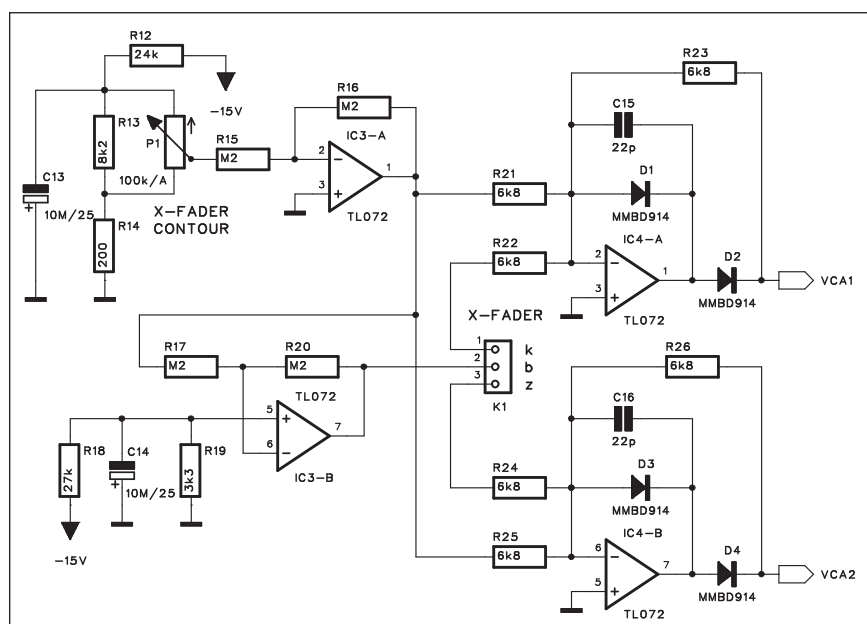 R12
24k
-15V
R13
8k2
P1
100k/A
R15
M2
R16
M2
IC3-A
2
3
1
TL072
C13
10M/25
X-FADER
CONTOUR
R14
200
R23
6k8
C15
22p
R21
6k8
D1
MMBD914
R22
6k8
IC4-A
2
3
1
TL072
D2
MMBD914
VCA1
X-FADER
1
2
3
k
b
z
K1
R17
M2
R20
M2
TL072
5
6
7
IC3-B
R18
27k
C14
10M/25
R19
3k3
-15V
R26
6k8
C16
22p
R24
6k8
D3
MMBD914
R25
6k8
IC4-B
6
5
7
TL072
D4
MMBD914
VCA2